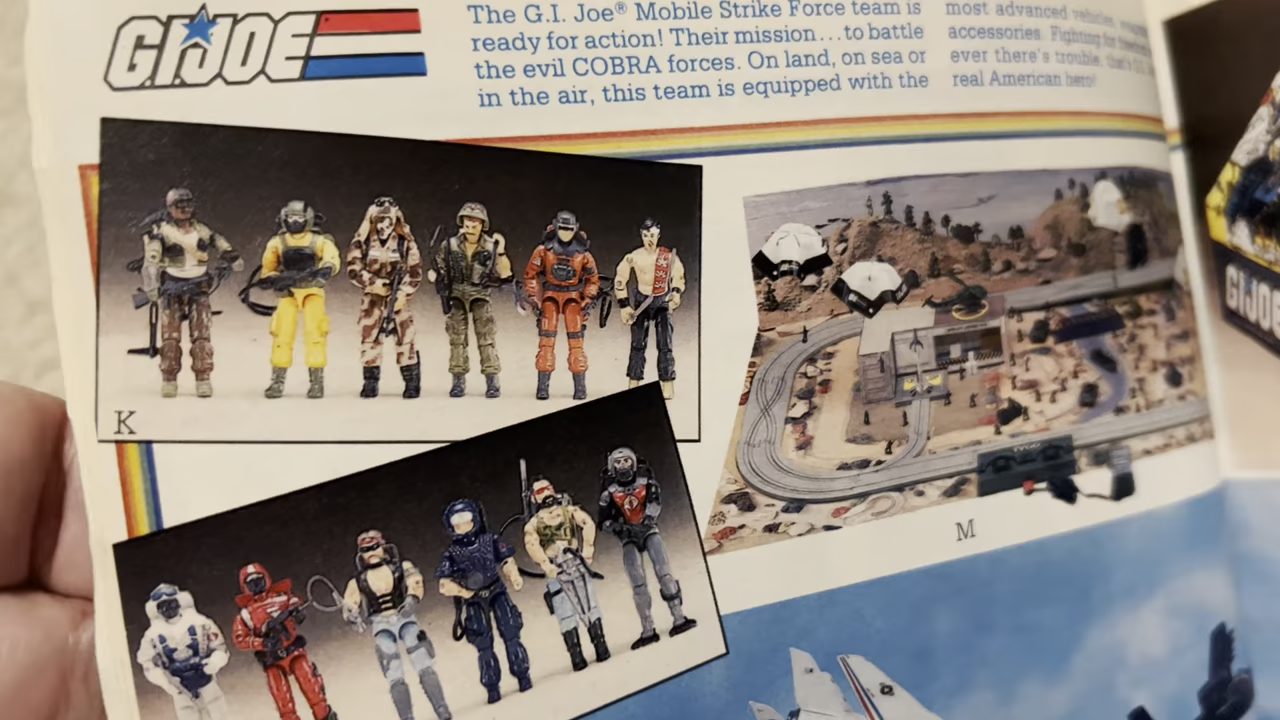 G.I. JOE
The G.I. Joe® Mobile Strike Force team is
ready for action! Their mission...to battle
the evil COBRA forces. On land, on sea or
in the air, this team is equipped with the
most advanced vehicles,
accessories. Fighting for freedom
ever there's trouble, that's G.I.
real American hero!
K
M
GI JOE